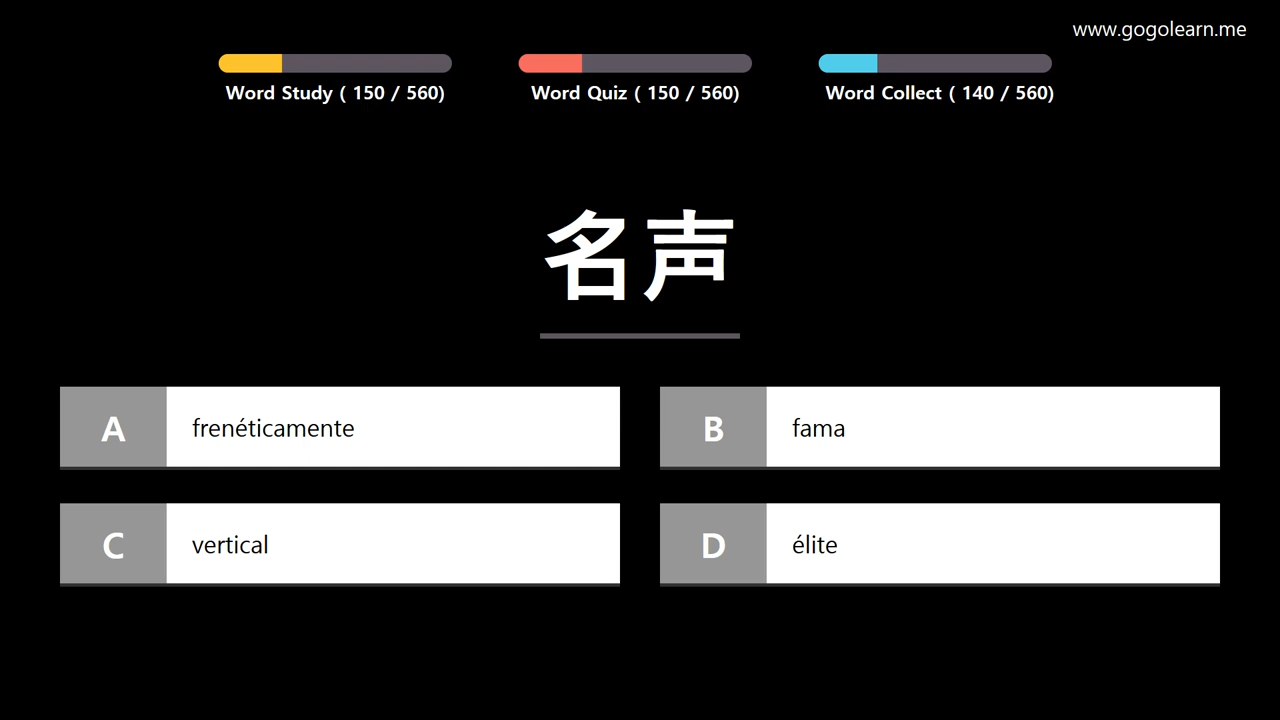 www.gogolearn.me
Word Study ( 150 / 560)
Word Quiz ( 150 / 560)
Word Collect ( 140 / 560)
名声
A frenéticamente
B fama
C vertical
D élite